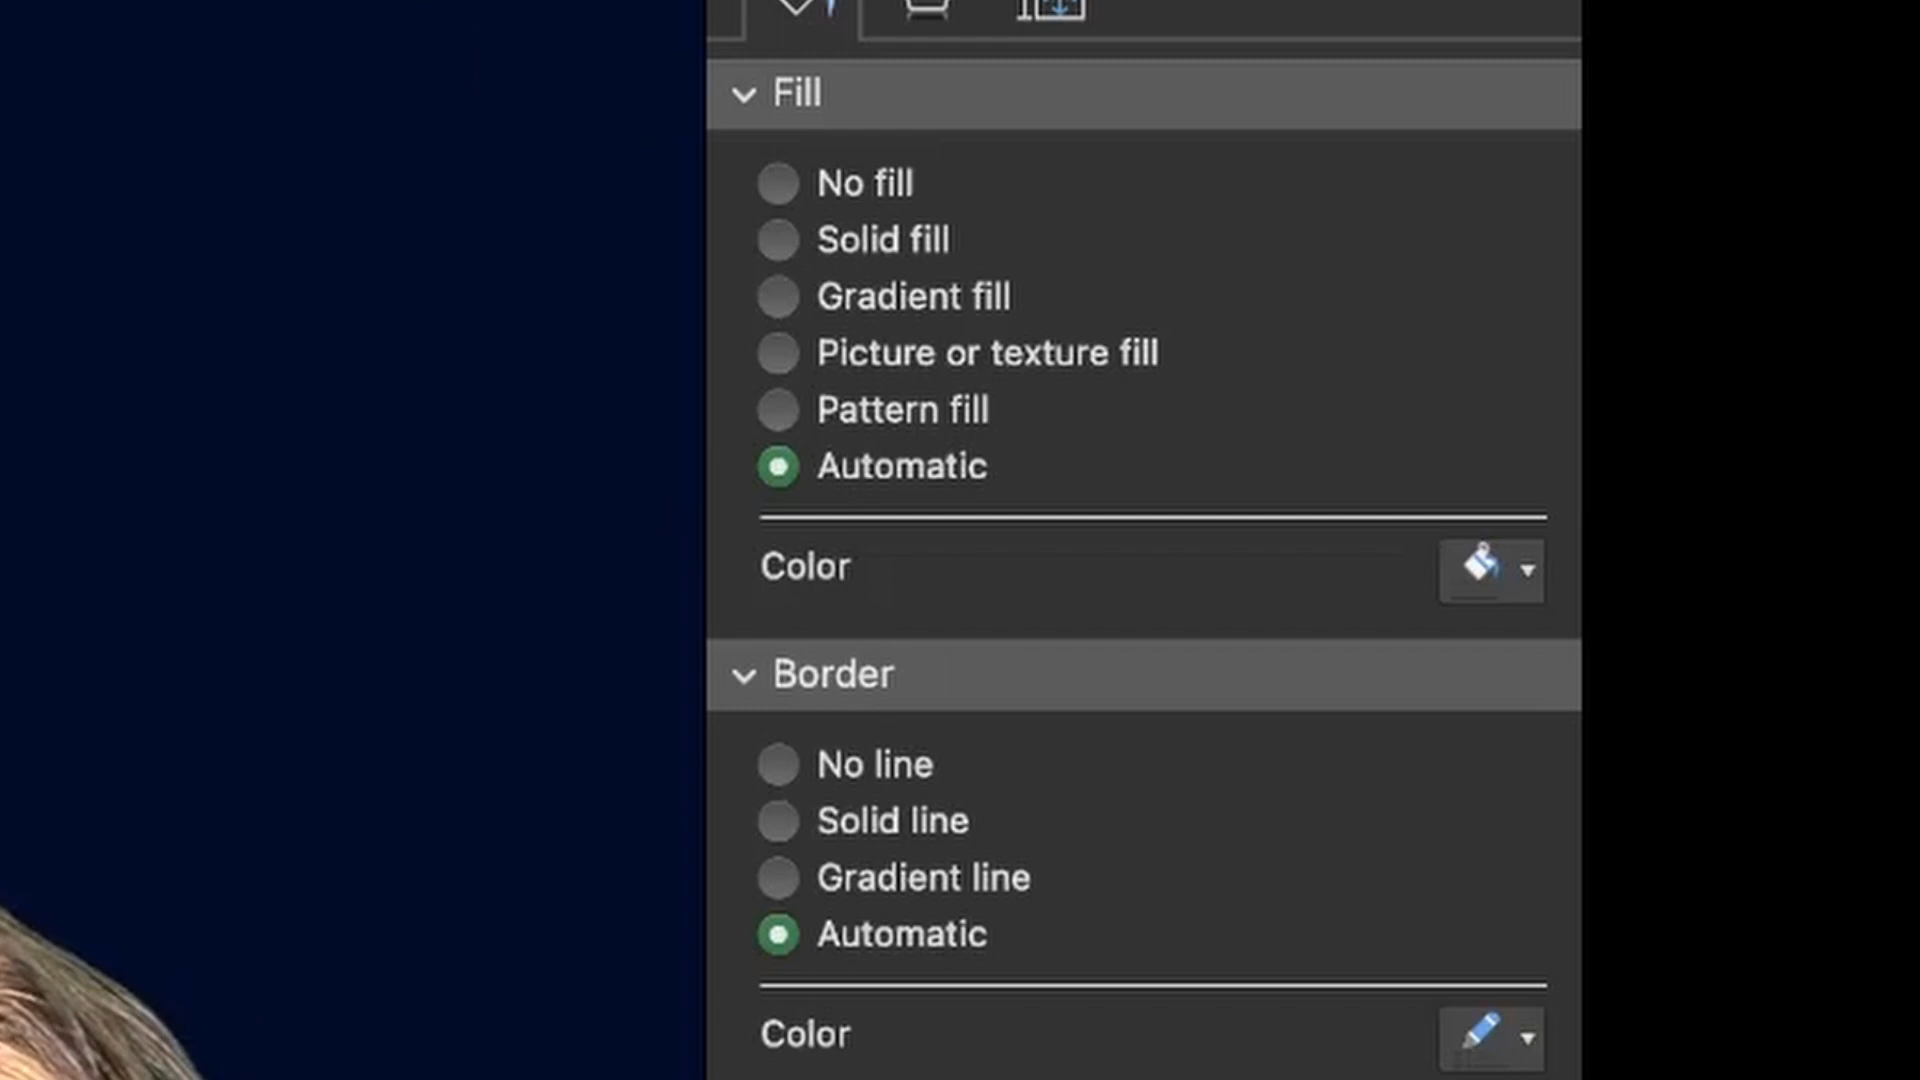 Fill
No fill
Solid fill
Gradient fill
Picture or texture fill
Pattern fill
Automatic
Color
Border
No line
Solid line
Gradient line
Automatic
Color